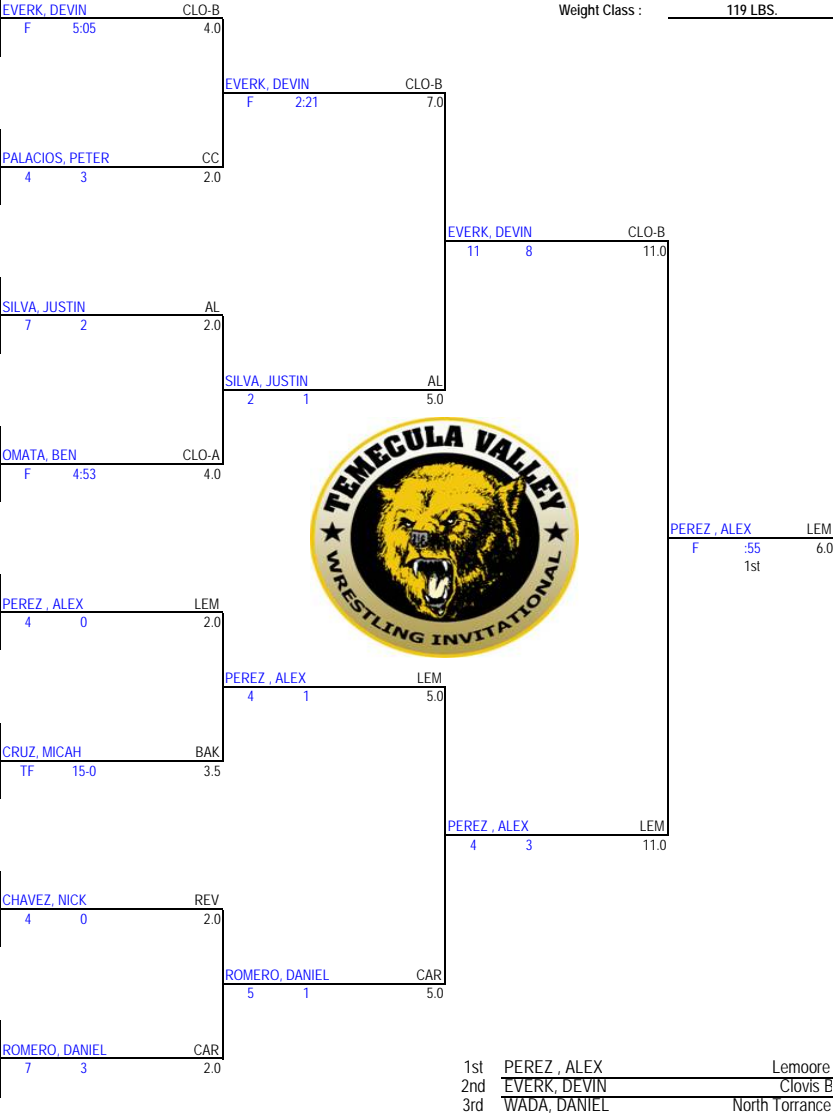 EVERK, DEVIN CLO-B
F 5:05 4.0
Weight Class : 119 LBS.
EVERK, DEVIN CLO-B
F 2:21 7.0
PALACIOS, PETER CC
4 3 2.0
EVERK, DEVIN CLO-B
11 8 11.0
SILVA, JUSTIN AL
7 2 2.0
SILVA, JUSTIN AL
2 1 5.0
TEMECULA VALLEY
WRESTLING INVITATIONAL
OMATA, BEN CLO-A
F 4:53 4.0
PEREZ , ALEX LEM
F :55 6.0
1st
PEREZ , ALEX LEM
4 0 2.0
PEREZ , ALEX LEM
4 1 5.0
CRUZ, MICAH BAK
TF 15-0 3.5
PEREZ , ALEX LEM
4 3 11.0
CHAVEZ, NICK REV
4 0 2.0
ROMERO, DANIEL CAR
5 1 5.0
ROMERO, DANIEL CAR
7 3 2.0
1st PEREZ , ALEX Lemoore
2nd EVERK, DEVIN Clovis B
3rd WADA, DANIEL North Torrance